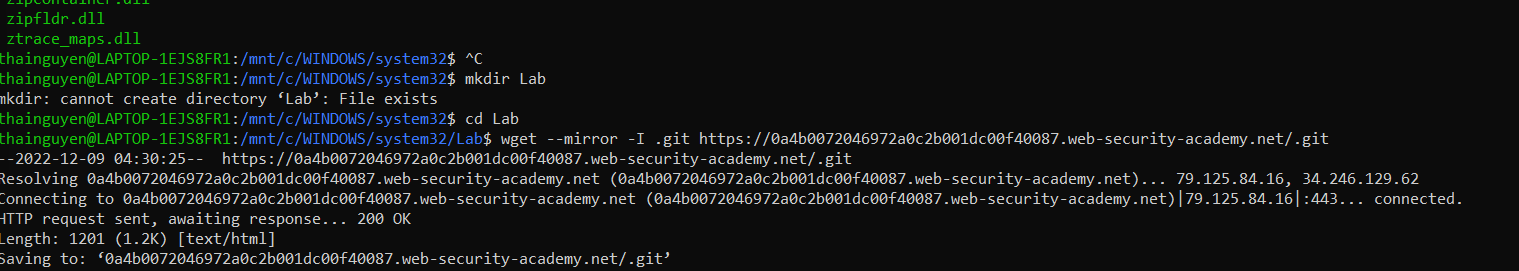 zipcontainer.dll
zipfldr.dll
ztrace_maps.dll
thainguyen@LAPTOP-1EJS8FR1:/mnt/c/WINDOWS/system32$ ^C
thainguyen@LAPTOP-1EJS8FR1:/mnt/c/WINDOWS/system32$ mkdir Lab
mkdir: cannot create directory ‘Lab’: File exists
thainguyen@LAPTOP-1EJS8FR1:/mnt/c/WINDOWS/system32$ cd Lab
thainguyen@LAPTOP-1EJS8FR1:/mnt/c/WINDOWS/system32/Lab$ wget --mirror -I .git https://0a4b0072046972a0c2b001dc00f40087.web-security-academy.net/.git
--2022-12-09 04:30:25--  https://0a4b0072046972a0c2b001dc00f40087.web-security-academy.net/.git
Resolving 0a4b0072046972a0c2b001dc00f40087.web-security-academy.net (0a4b0072046972a0c2b001dc00f40087.web-security-academy.net)... 79.125.84.16, 34.246.129.62
Connecting to 0a4b0072046972a0c2b001dc00f40087.web-security-academy.net (0a4b0072046972a0c2b001dc00f40087.web-security-academy.net)|79.125.84.16|:443... connected.
HTTP request sent, awaiting response... 200 OK
Length: 1201 (1.2K) [text/html]
Saving to: ‘0a4b0072046972a0c2b001dc00f40087.web-security-academy.net/.git’